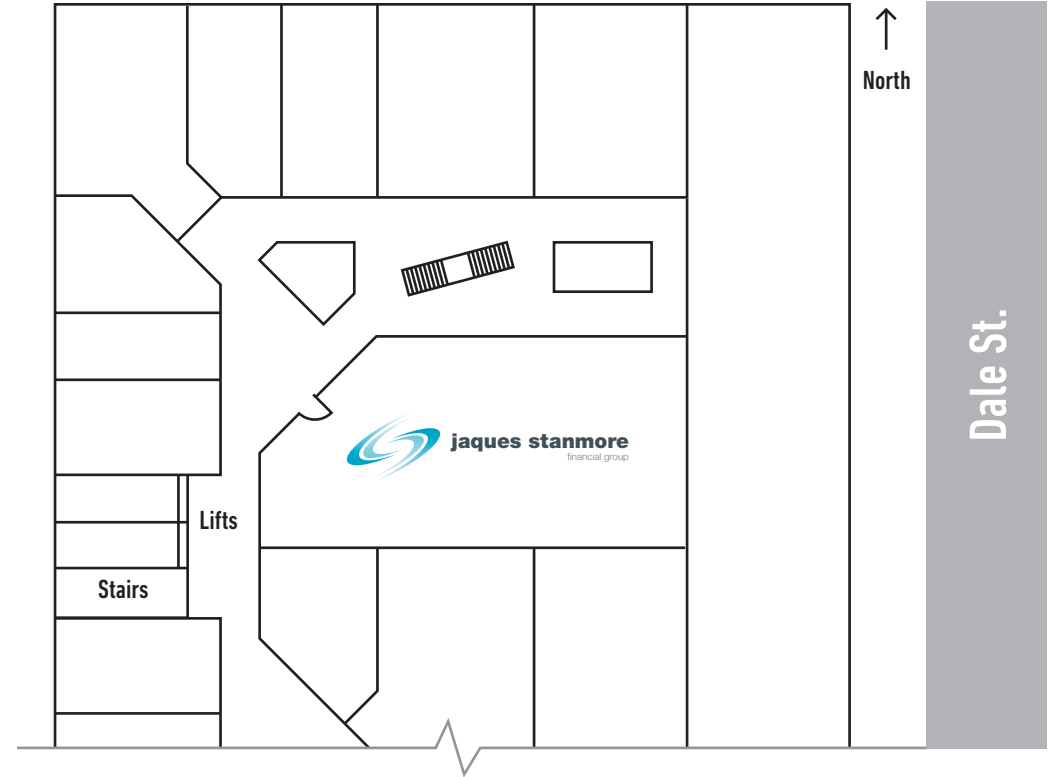 North
Dale St.
jaques stanmore
financial group
Lifts
Stairs